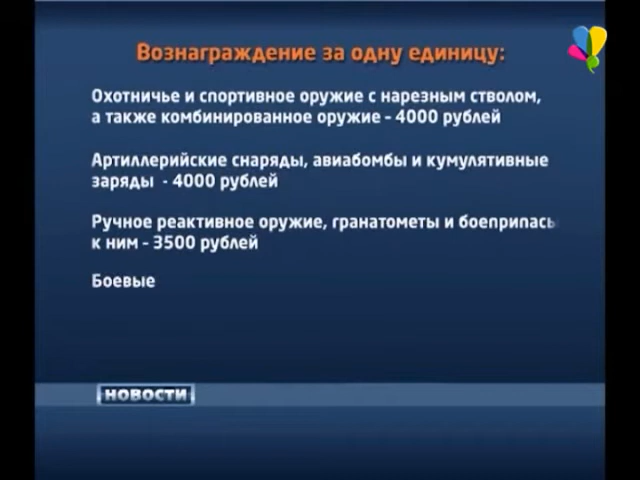 Вознаграждение за одну единицу:
Охотничье и спортивное оружие с нарезным стволом,
а также комбинированное оружие - 4000 рублей
Артиллерийские снаряды, авиабомбы и кумулятивные
заряды - 4000 рублей
Ручное реактивное оружие, гранатометы и боеприпась
к ним - 3500 рублей
Боевые
НОВОСТИ